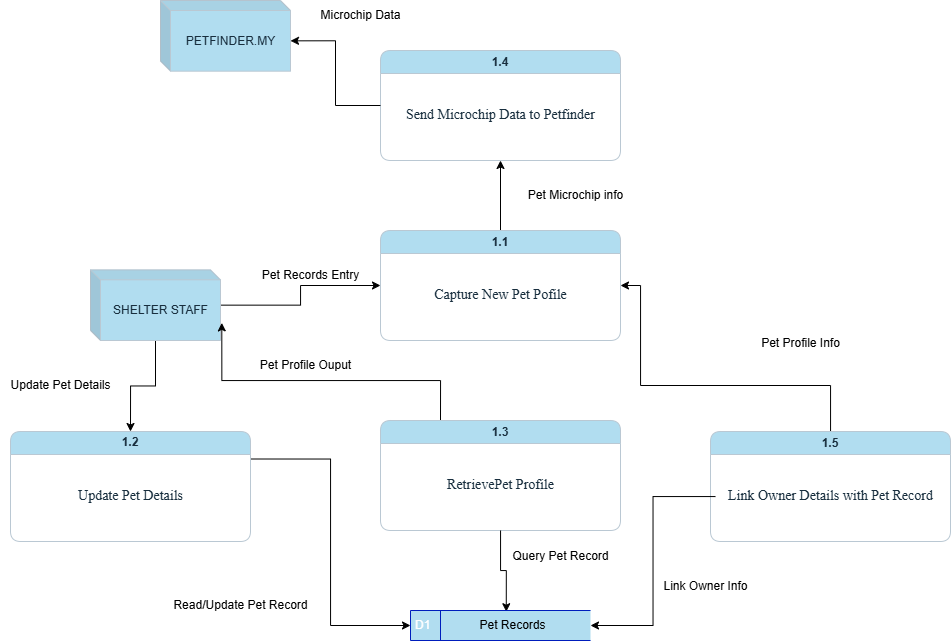 Microchip Data
PETFINDER.MY
1.4
Send Microchip Data to Petfinder
Pet Microchip info
1.1
Pet Records Entry
Capture New Pet Pofile
SHELTER STAFF
Pet Profile Info
Pet Profile Ouput
Update Pet Details
1.3
1.2
1.5
RetrievePet Profile
Update Pet Details
Link Owner Details with Pet Record
Query Pet Record
Link Owner Info
Read/Update Pet Record
D1
Pet Records